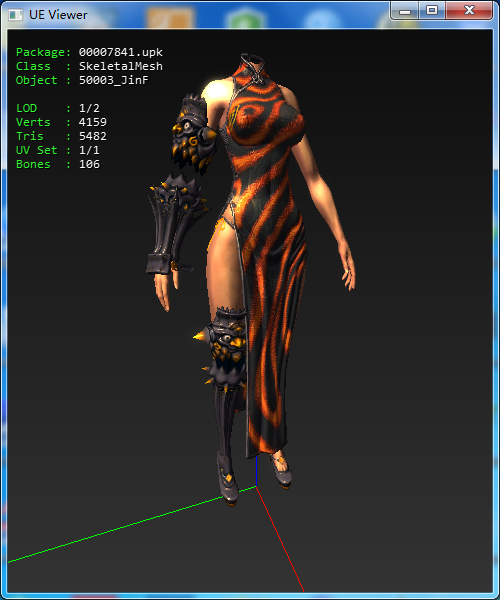 UE Viewer
Package: 00007841.upk
Class : SkeletalMesh
Object : 50003_JinF
LOD : 1/2
Verts : 4159
Tris : 5482
UV Set : 1/1
Bones : 106